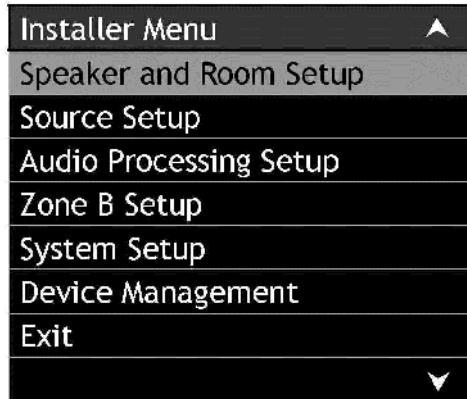 Installer Menu
Speaker and Room Setup
Source Setup
Audio Processing Setup
Zone B Setup
System Setup
Device Management
Exit